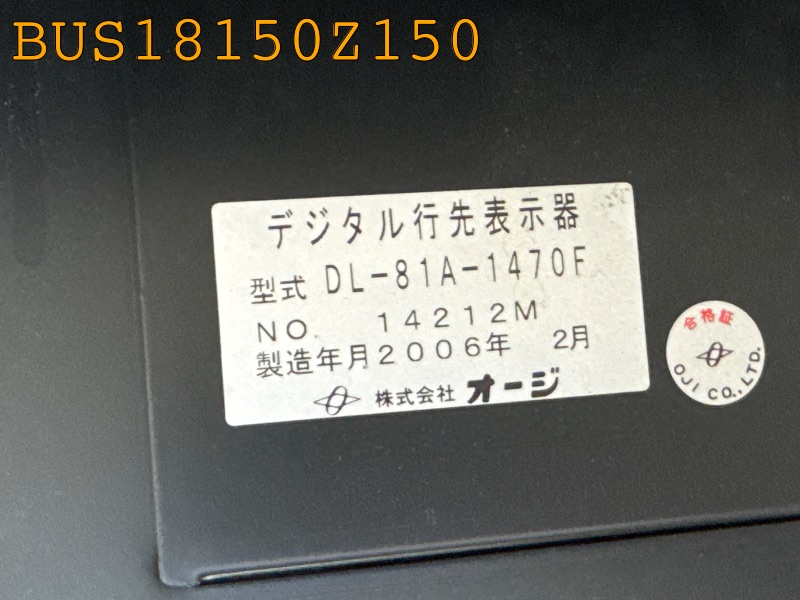 BUS18150Z150
デジタル行先表示器
型式 DL-81A-1470F
NO. 14212M
製造年月2006年 2月
株式会社 オージ
合格証
OJI CO.,LTD.